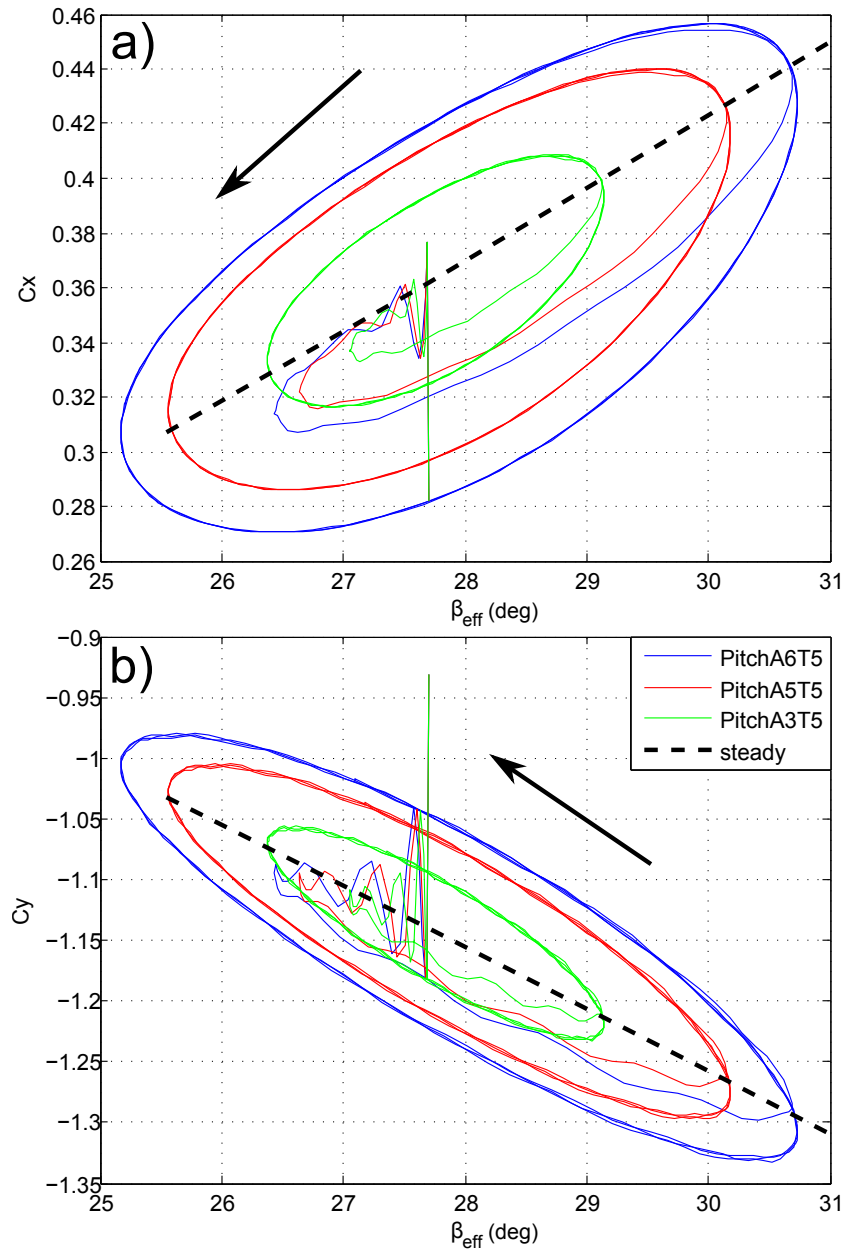 a)
0.46
0.44
0.42
0.4
0.38
0.36
0.34
0.32
0.3
0.28
0.26
Cx
25 26 27 28 29 30 31
βeff (deg)
b)
−0.9
−0.95
−1
−1.05
−1.1
−1.15
−1.2
−1.25
−1.3
−1.35
Cy
PitchA6T5
PitchA5T5
PitchA3T5
steady
25 26 27 28 29 30 31
βeff (deg)